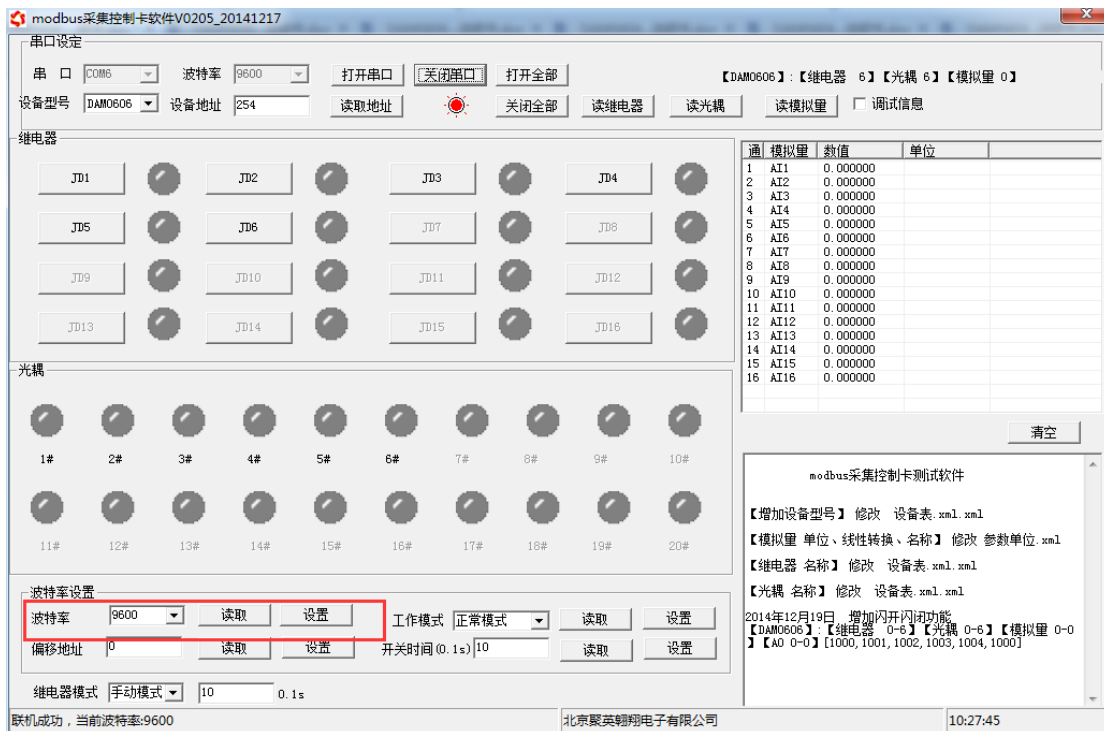 modbus采集控制卡软件V0205_20141217
串口设定
串 口 COM6 波特率 9600 打开串口 关闭串口 打开全部 【DAM0606】:【继电器 6】【光耦 6】【模拟量 0】
设备型号 DAM0606 设备地址 254 读取地址 关闭全部 读继电器 读光耦 读模拟量 调试信息
继电器
JD1 JD2 JD3 JD4
JD5 JD6 JD7 JD8
JD9 JD10 JD11 JD12
JD13 JD14 JD15 JD16
通 模拟量 数值 单位
1 AI1 0.000000
2 AI2 0.000000
3 AI3 0.000000
4 AI4 0.000000
5 AI5 0.000000
6 AI6 0.000000
7 AI7 0.000000
8 AI8 0.000000
9 AI9 0.000000
10 AI10 0.000000
11 AI11 0.000000
12 AI12 0.000000
13 AI13 0.000000
14 AI14 0.000000
15 AI15 0.000000
16 AI16 0.000000
清空
光耦
1# 2# 3# 4# 5# 6# 7# 8# 9# 10#
11# 12# 13# 14# 15# 16# 17# 18# 19# 20#
modbus采集控制卡测试软件
【增加设备型号】 修改 设备表.xml.xml
【模拟量 单位、线性转换、名称】 修改 参数单位.xml
【继电器 名称】 修改 设备表.xml.xml
【光耦 名称】 修改 设备表.xml.xml
2014年12月19日 增加闪开闪闭功能
【DAM0606】:【继电器 0-6】【光耦 0-6】【模拟量 0-0
】【AO 0-0】[1000,1001,1002,1003,1004,1000]
波特率设置
波特率 9600 读取 设置 工作模式 正常模式 读取 设置
偏移地址 0 读取 设置 开关时间(0.1s) 10 读取 设置
继电器模式 手动模式 10 0.1s
联机成功，当前波特率:9600 北京聚英翱翔电子有限公司 10:27:45